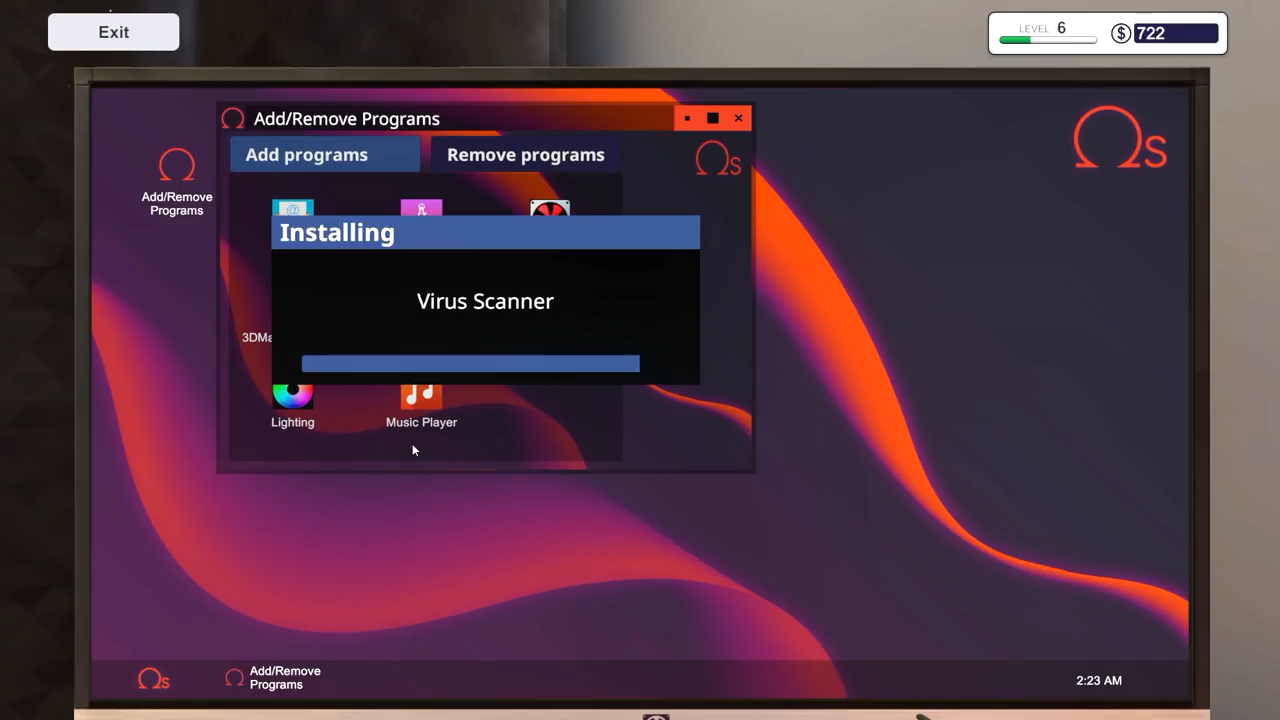 Exit
LEVEL 6
$ 722
Add/Remove Programs
Add programs
Remove programs
Ωs
Ωs
Add/Remove
Programs
Installing
Virus Scanner
3DMa
Lighting
Music Player
Ωs
Add/Remove
Programs
2:23 AM